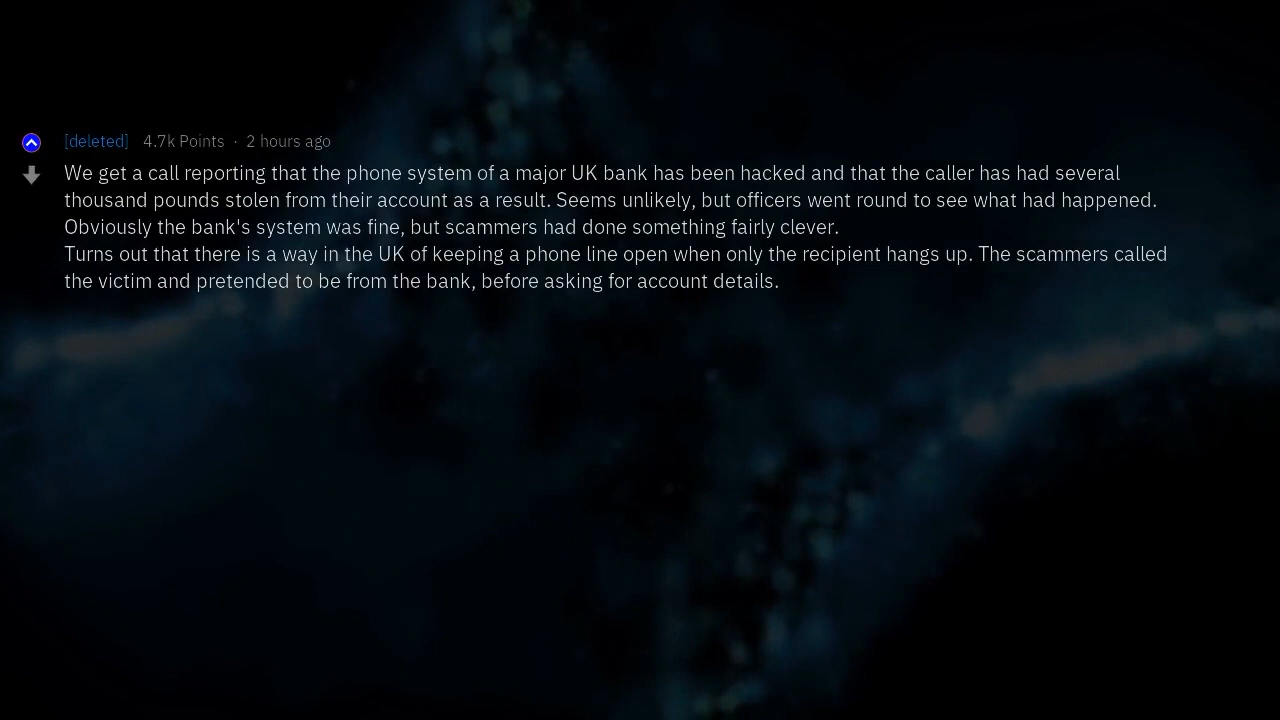 [deleted] 4.7k Points · 2 hours ago
We get a call reporting that the phone system of a major UK bank has been hacked and that the caller has had several
thousand pounds stolen from their account as a result. Seems unlikely, but officers went round to see what had happened.
Obviously the bank's system was fine, but scammers had done something fairly clever.
Turns out that there is a way in the UK of keeping a phone line open when only the recipient hangs up. The scammers called
the victim and pretended to be from the bank, before asking for account details.